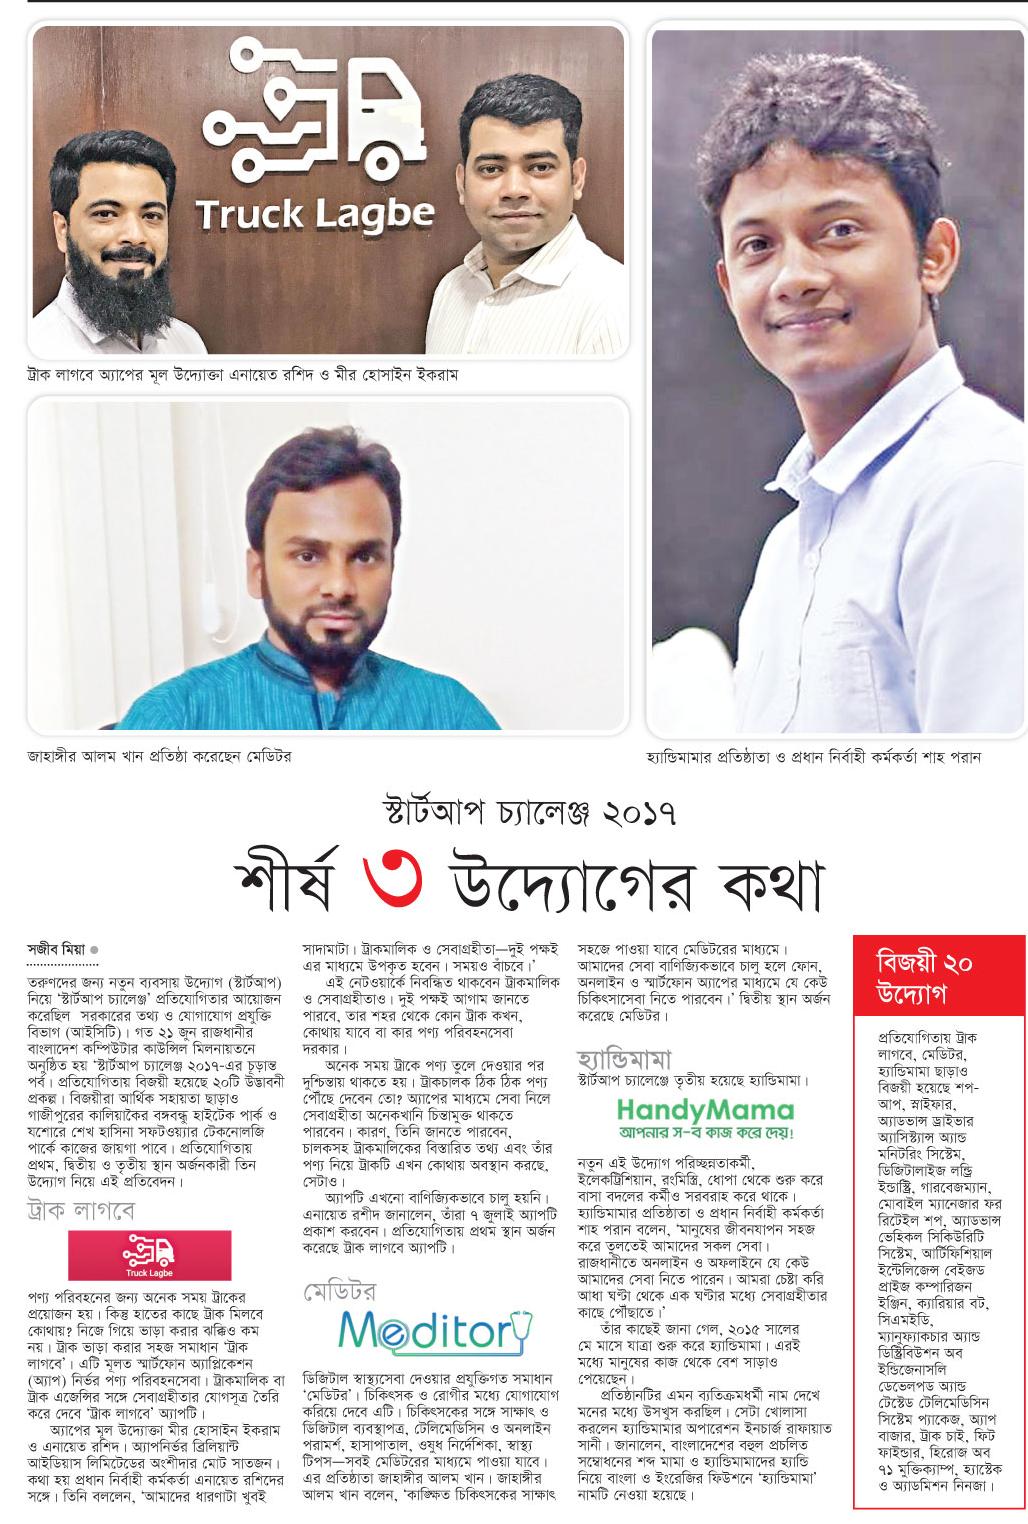 Truck Lagbe
ট্রাক লাগবে অ্যাপের মূল উদ্যোক্তা এনায়েত রশিদ ও মীর হোসাইন ইকরাম
জাহাঙ্গীর আলম খান প্রতিষ্ঠা করেছেন মেডিটর
হ্যান্ডিমামার প্রতিষ্ঠাতা ও প্রধান নির্বাহী কর্মকর্তা শাহ পরান
স্টার্টআপ চ্যালেঞ্জ ২০১৭
শীর্ষ ৩ উদ্যোগের কথা
সজীব মিয়া ●
তরুণদের জন্য নতুন ব্যবসায় উদ্যোগ (স্টার্টআপ)
নিয়ে ‘স্টার্টআপ চ্যালেঞ্জ’ প্রতিযোগিতার আয়োজন
করেছিল সরকারের তথ্য ও যোগাযোগ প্রযুক্তি
বিভাগ (আইসিটি)। গত ২১ জুন রাজধানীর
বাংলাদেশ কম্পিউটার কাউন্সিল মিলনায়তনে
অনুষ্ঠিত হয় ‘স্টার্টআপ চ্যালেঞ্জ ২০১৭-এর চূড়ান্ত
পর্ব। প্রতিযোগিতায় বিজয়ী হয়েছে ২০টি উদ্ভাবনী
প্রকল্প। বিজয়ীরা আর্থিক সহায়তা ছাড়াও
গাজীপুরের কালিয়াকৈর বঙ্গবন্ধু হাইটেক পার্ক ও
যশোরে শেখ হাসিনা সফটওয়্যার টেকনোলজি
পার্কে কাজের জায়গা পাবে। প্রতিযোগিতায়
প্রথম, দ্বিতীয় ও তৃতীয় স্থান অর্জনকারী তিন
উদ্যোগ নিয়ে এই প্রতিবেদন।
ট্রাক লাগবে
Truck Lagbe
পণ্য পরিবহনের জন্য অনেক সময় ট্রাকের
প্রয়োজন হয়। কিন্তু হাতের কাছে ট্রাক মিলবে
কোথায়? নিজে গিয়ে ভাড়া করার ঝক্কিও কম
নয়। ট্রাক ভাড়া করার সহজ সমাধান ‘ট্রাক
লাগবে’। এটি মূলত স্মার্টফোন অ্যাপ্লিকেশন
(অ্যাপ) নির্ভর পণ্য পরিবহনসেবা। ট্রাকমালিক বা
ট্রাক এজেন্সির সঙ্গে সেবাগ্রহীতার যোগসূত্র তৈরি
করে দেবে ‘ট্রাক লাগবে’ অ্যাপটি।
অ্যাপের মূল উদ্যোক্তা মীর হোসাইন ইকরাম
ও এনায়েত রশিদ। অ্যাপনির্ভর ব্রিলিয়ান্ট
আইডিয়াস লিমিটেডের অংশীদার মোট সাতজন।
কথা হয় প্রধান নির্বাহী কর্মকর্তা এনায়েত রশিদের
সঙ্গে। তিনি বললেন, ‘আমাদের ধারণাটা খুবই
সাদামাটা। ট্রাকমালিক ও সেবাগ্রহীতা—দুই পক্ষই
এর মাধ্যমে উপকৃত হবেন। সময়ও বাঁচবে।’
এই নেটওয়ার্কে নিবন্ধিত থাকবেন ট্রাকমালিক
ও সেবাগ্রহীতাও। দুই পক্ষই আগাম জানতে
পারবে, তার শহর থেকে কোন ট্রাক কখন,
কোথায় যাবে বা কার পণ্য পরিবহনসেবা
দরকার।
অনেক সময় ট্রাকে পণ্য তুলে দেওয়ার পর
দুশ্চিন্তায় থাকতে হয়। ট্রাকচালক ঠিক ঠিক পণ্য
পৌঁছে দেবেন তো? অ্যাপের মাধ্যমে সেবা নিলে
সেবাগ্রহীতা অনেকখানি চিন্তামুক্ত থাকতে
পারবেন। কারণ, তিনি জানতে পারবেন,
চালকসহ ট্রাকমালিকের বিস্তারিত তথ্য এবং তাঁর
পণ্য নিয়ে ট্রাকটি এখন কোথায় অবস্থান করছে,
সেটাও।
অ্যাপটি এখনো বাণিজ্যিকভাবে চালু হয়নি।
এনায়েত রশীদ জানালেন, তাঁরা ৭ জুলাই অ্যাপটি
প্রকাশ করবেন। প্রতিযোগিতায় প্রথম স্থান অর্জন
করেছে ট্রাক লাগবে অ্যাপটি।
মেডিটর
Meditor
ডিজিটাল স্বাস্থ্যসেবা দেওয়ার প্রযুক্তিগত সমাধান
‘মেডিটর’। চিকিৎসক ও রোগীর মধ্যে যোগাযোগ
করিয়ে দেবে এটি। চিকিৎসকের সঙ্গে সাক্ষাৎ ও
ডিজিটাল ব্যবস্থাপত্র, টেলিমেডিসিন ও অনলাইন
পরামর্শ, হাসাপাতাল, ওষুধ নির্দেশিকা, স্বাস্থ্য
টিপস—সবই মেডিটরের মাধ্যমে পাওয়া যাবে।
এর প্রতিষ্ঠাতা জাহাঙ্গীর আলম খান। জাহাঙ্গীর
আলম খান বলেন, ‘কাঙ্ক্ষিত চিকিৎসকের সাক্ষাৎ
সহজে পাওয়া যাবে মেডিটরের মাধ্যমে।
আমাদের সেবা বাণিজ্যিকভাবে চালু হলে ফোন,
অনলাইন ও স্মার্টফোন অ্যাপের মাধ্যমে যে কেউ
চিকিৎসাসেবা নিতে পারবেন।’ দ্বিতীয় স্থান অর্জন
করেছে মেডিটর।
হ্যান্ডিমামা
স্টার্টআপ চ্যালেঞ্জে তৃতীয় হয়েছে হ্যান্ডিমামা।
HandyMama
আপনার স-ব কাজ করে দেয়!
নতুন এই উদ্যোগ পরিচ্ছন্নতাকর্মী,
ইলেকট্রিশিয়ান, রংমিস্ত্রি, ধোপা থেকে শুরু করে
বাসা বদলের কর্মীও সরবরাহ করে থাকে।
হ্যান্ডিমামার প্রতিষ্ঠাতা ও প্রধান নির্বাহী কর্মকর্তা
শাহ পরান বলেন, ‘মানুষের জীবনযাপন সহজ
করে তুলতেই আমাদের সকল সেবা।
রাজধানীতে অনলাইন ও অফলাইনে যে কেউ
আমাদের সেবা নিতে পারেন। আমরা চেষ্টা করি
আধা ঘণ্টা থেকে এক ঘণ্টার মধ্যে সেবাগ্রহীতার
কাছে পৌঁছাতে।’
তাঁর কাছেই জানা গেল, ২০১৫ সালের
মে মাসে যাত্রা শুরু করে হ্যান্ডিমামা। এরই
মধ্যে মানুষের কাজ থেকে বেশ সাড়াও
পেয়েছেন।
প্রতিষ্ঠানটির এমন ব্যতিক্রমধর্মী নাম দেখে
মনের মধ্যে উসখুস করছিল। সেটা খোলাসা
করলেন হ্যান্ডিমামার অপারেশন ইনচার্জ রাফায়াত
সানী। জানালেন, বাংলাদেশের বহুল প্রচলিত
সম্বোধনের শব্দ মামা ও হ্যান্ডিমামাদের হ্যান্ডি
নিয়ে বাংলা ও ইংরেজির ফিউশনে ‘হ্যান্ডিমামা’
নামটি নেওয়া হয়েছে।
বিজয়ী ২০
উদ্যোগ
প্রতিযোগিতায় ট্রাক
লাগবে, মেডিটর,
হ্যান্ডিমামা ছাড়াও
বিজয়ী হয়েছে শপ-
আপ, স্নাইফার,
অ্যাডভান্স ড্রাইভার
অ্যাসিস্ট্যান্স অ্যান্ড
মনিটরিং সিস্টেম,
ডিজিটালাইজ লন্ড্রি
ইন্ডাস্ট্রি, গারবেজম্যান,
মোবাইল ম্যানেজার ফর
রিটেইল শপ, অ্যাডভান্স
ভেহিকল সিকিউরিটি
সিস্টেম, আর্টিফিশিয়াল
ইন্টেলিজেন্স বেইজড
প্রাইজ কম্পারিজন
ইঞ্জিন, ক্যারিয়ার বট,
সিএমইডি,
ম্যানুফ্যাকচার অ্যান্ড
ডিস্ট্রিবিউশন অব
ইন্ডিজেনাসলি
ডেভেলপড অ্যান্ড
টেস্টেড টেলিমেডিসিন
সিস্টেম প্যাকেজ, অ্যাপ
বাজার, ট্রাক চাই, ফিট
ফাইন্ডার, হিরোজ অব
৭১ মুক্তিক্যাম্প, হ্যাস্টেক
ও অ্যাডমিশন নিনজা।